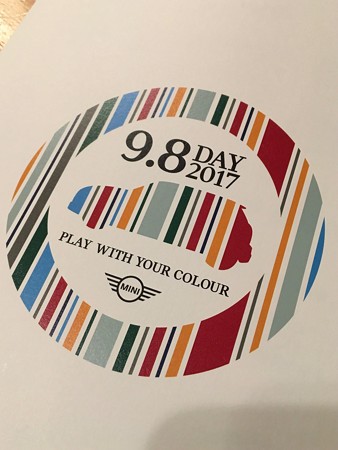 9.8 DAY
2017
PLAY WITH YOUR COLOUR
MINI